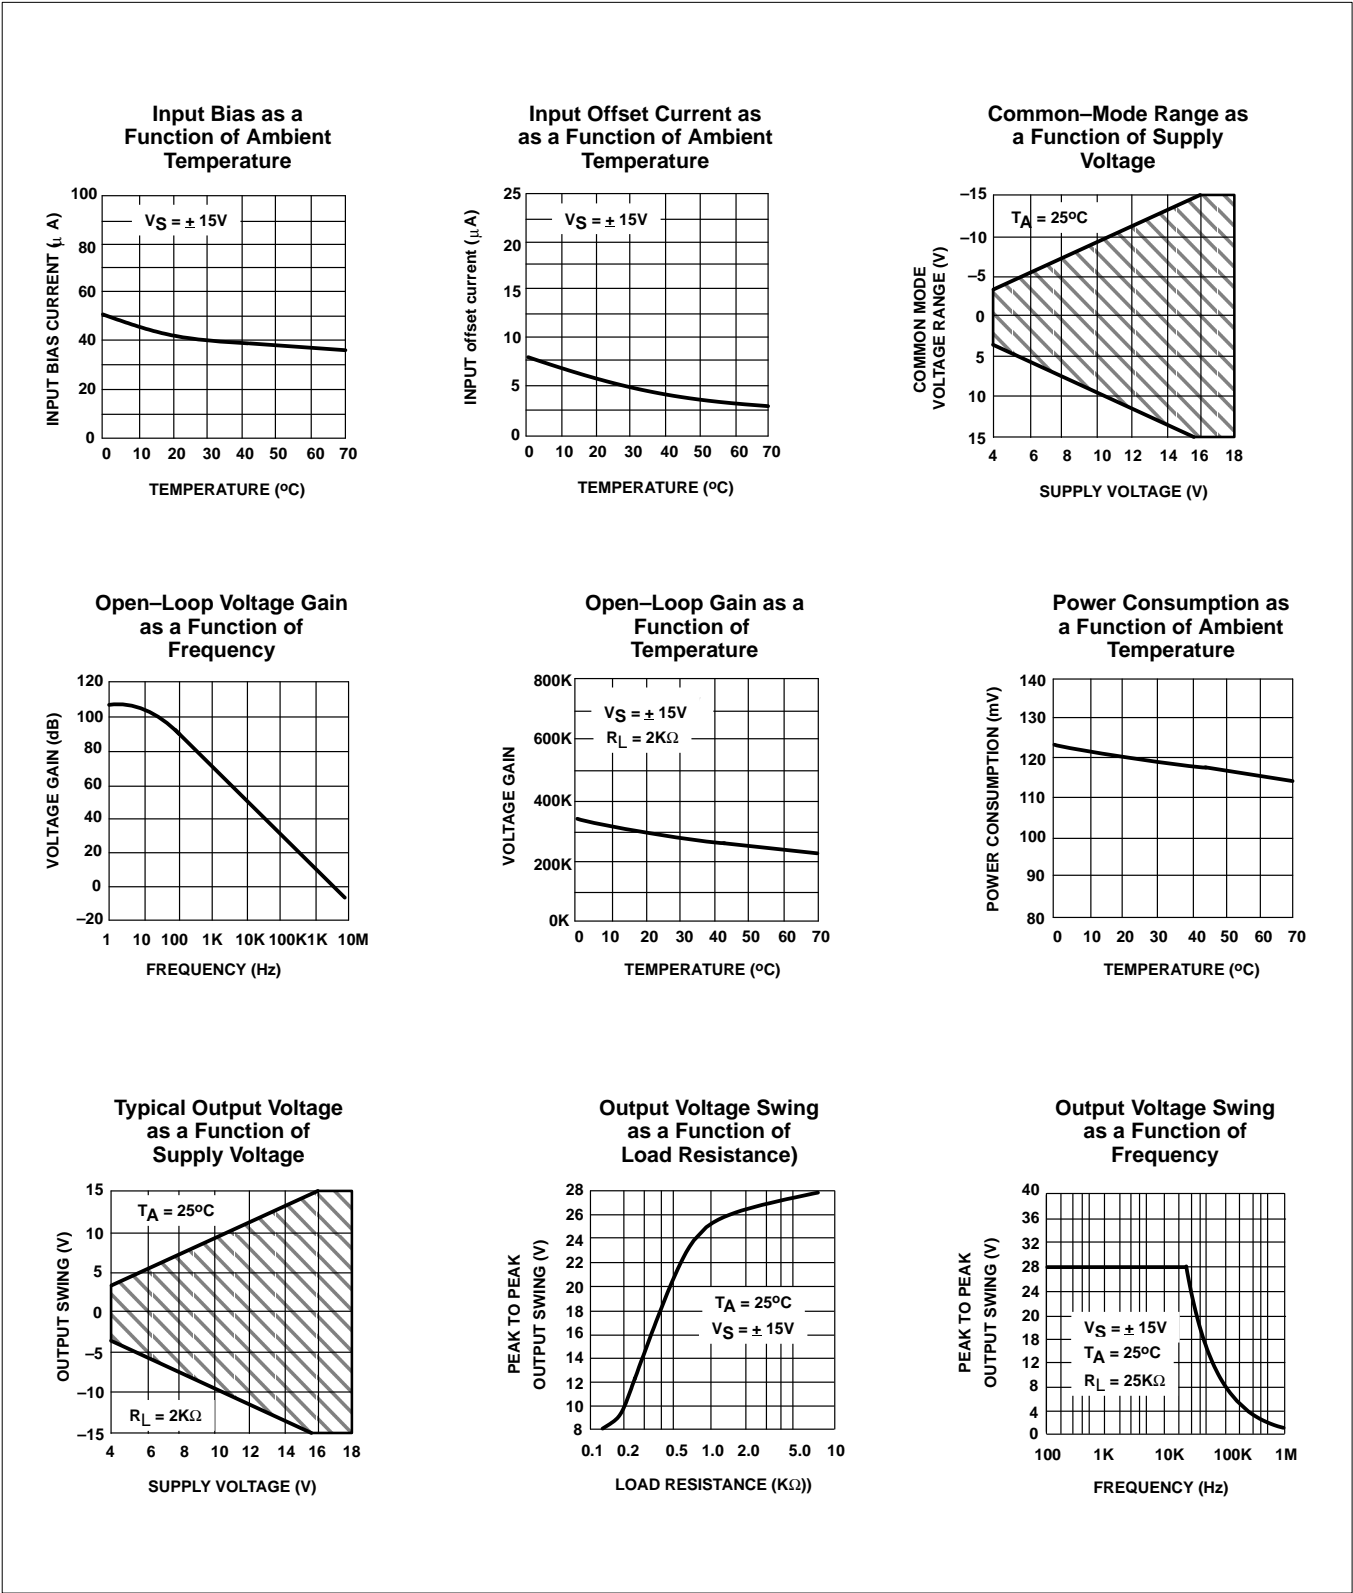 Input Bias as a
Function of Ambient
Temperature
100
80
60
40
20
0
INPUT BIAS CURRENT (μ A)
VS = ± 15V
0 10 20 30 40 50 60 70
TEMPERATURE (ºC)
Input Offset Current as
as a Function of Ambient
Temperature
25
20
15
10
5
0
INPUT offset current (μ A)
VS = ± 15V
0 10 20 30 40 50 60 70
TEMPERATURE (ºC)
Common–Mode Range as
a Function of Supply
Voltage
–15
–10
–5
0
5
10
15
COMMON MODE
VOLTAGE RANGE (V)
TA = 25ºC
4 6 8 10 12 14 16 18
SUPPLY VOLTAGE (V)
Open–Loop Voltage Gain
as a Function of
Frequency
120
100
80
60
40
20
0
–20
VOLTAGE GAIN (dB)
1 10 100 1K 10K 100K 1K 10M
FREQUENCY (Hz)
Open–Loop Gain as a
Function of
Temperature
800K
600K
400K
200K
0K
VOLTAGE GAIN
VS = ± 15V
RL = 2KΩ
0 10 20 30 40 50 60 70
TEMPERATURE (ºC)
Power Consumption as
a Function of Ambient
Temperature
140
130
120
110
100
90
80
POWER CONSUMPTION (mV)
0 10 20 30 40 50 60 70
TEMPERATURE (ºC)
Typical Output Voltage
as a Function of
Supply Voltage
15
10
5
0
–5
–10
–15
OUTPUT SWING (V)
TA = 25ºC
RL = 2KΩ
4 6 8 10 12 14 16 18
SUPPLY VOLTAGE (V)
Output Voltage Swing
as a Function of
Load Resistance)
28
26
24
22
20
18
16
14
12
10
8
PEAK TO PEAK
OUTPUT SWING (V)
TA = 25ºC
VS = ± 15V
0.1 0.2 0.5 1.0 2.0 5.0 10
LOAD RESISTANCE (KΩ))
Output Voltage Swing
as a Function of
Frequency
40
36
32
28
24
20
18
12
8
4
0
PEAK TO PEAK
OUTPUT SWING (V)
VS = ± 15V
TA = 25ºC
RL = 25KΩ
100 1K 10K 100K 1M
FREQUENCY (Hz)